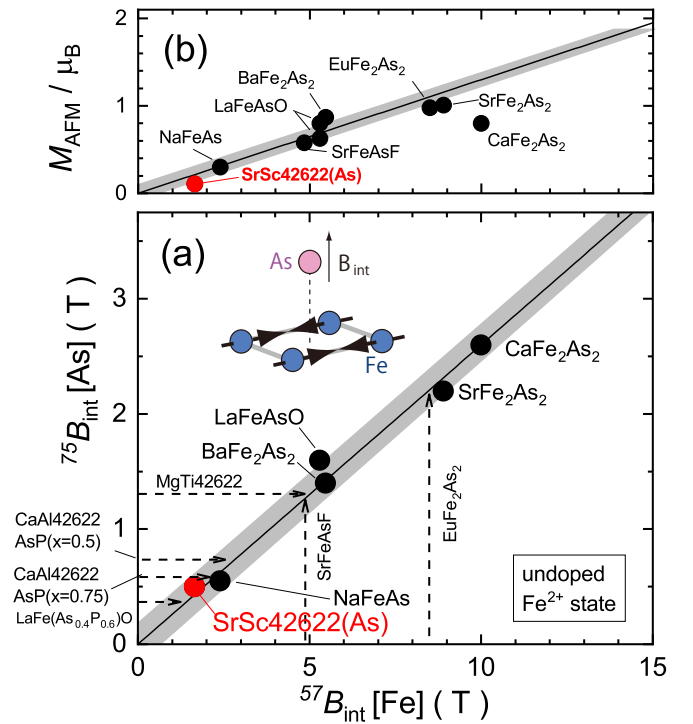 2
(b)
EuFe₂As₂
BaFe₂As₂
LaFeAsO
SrFe₂As₂
1
NaFeAs
SrFeAsF
CaFe₂As₂
SrSc42622(As)
0
M_AFM / μ_B
(a)
As
B_int
Fe
3
CaFe₂As₂
SrFe₂As₂
LaFeAsO
2
BaFe₂As₂
MgTi42622
SrFeAsF
EuFe₂As₂
CaAl42622
AsP(x=0.5)
1
CaAl42622
AsP(x=0.75)
LaFe(As₀.₄P₀.₆)O
NaFeAs
SrSc42622(As)
undoped
Fe²⁺ state
0
⁷⁵B_int [As] ( T )
0 5 10 15
⁵⁷B_int [Fe] ( T )